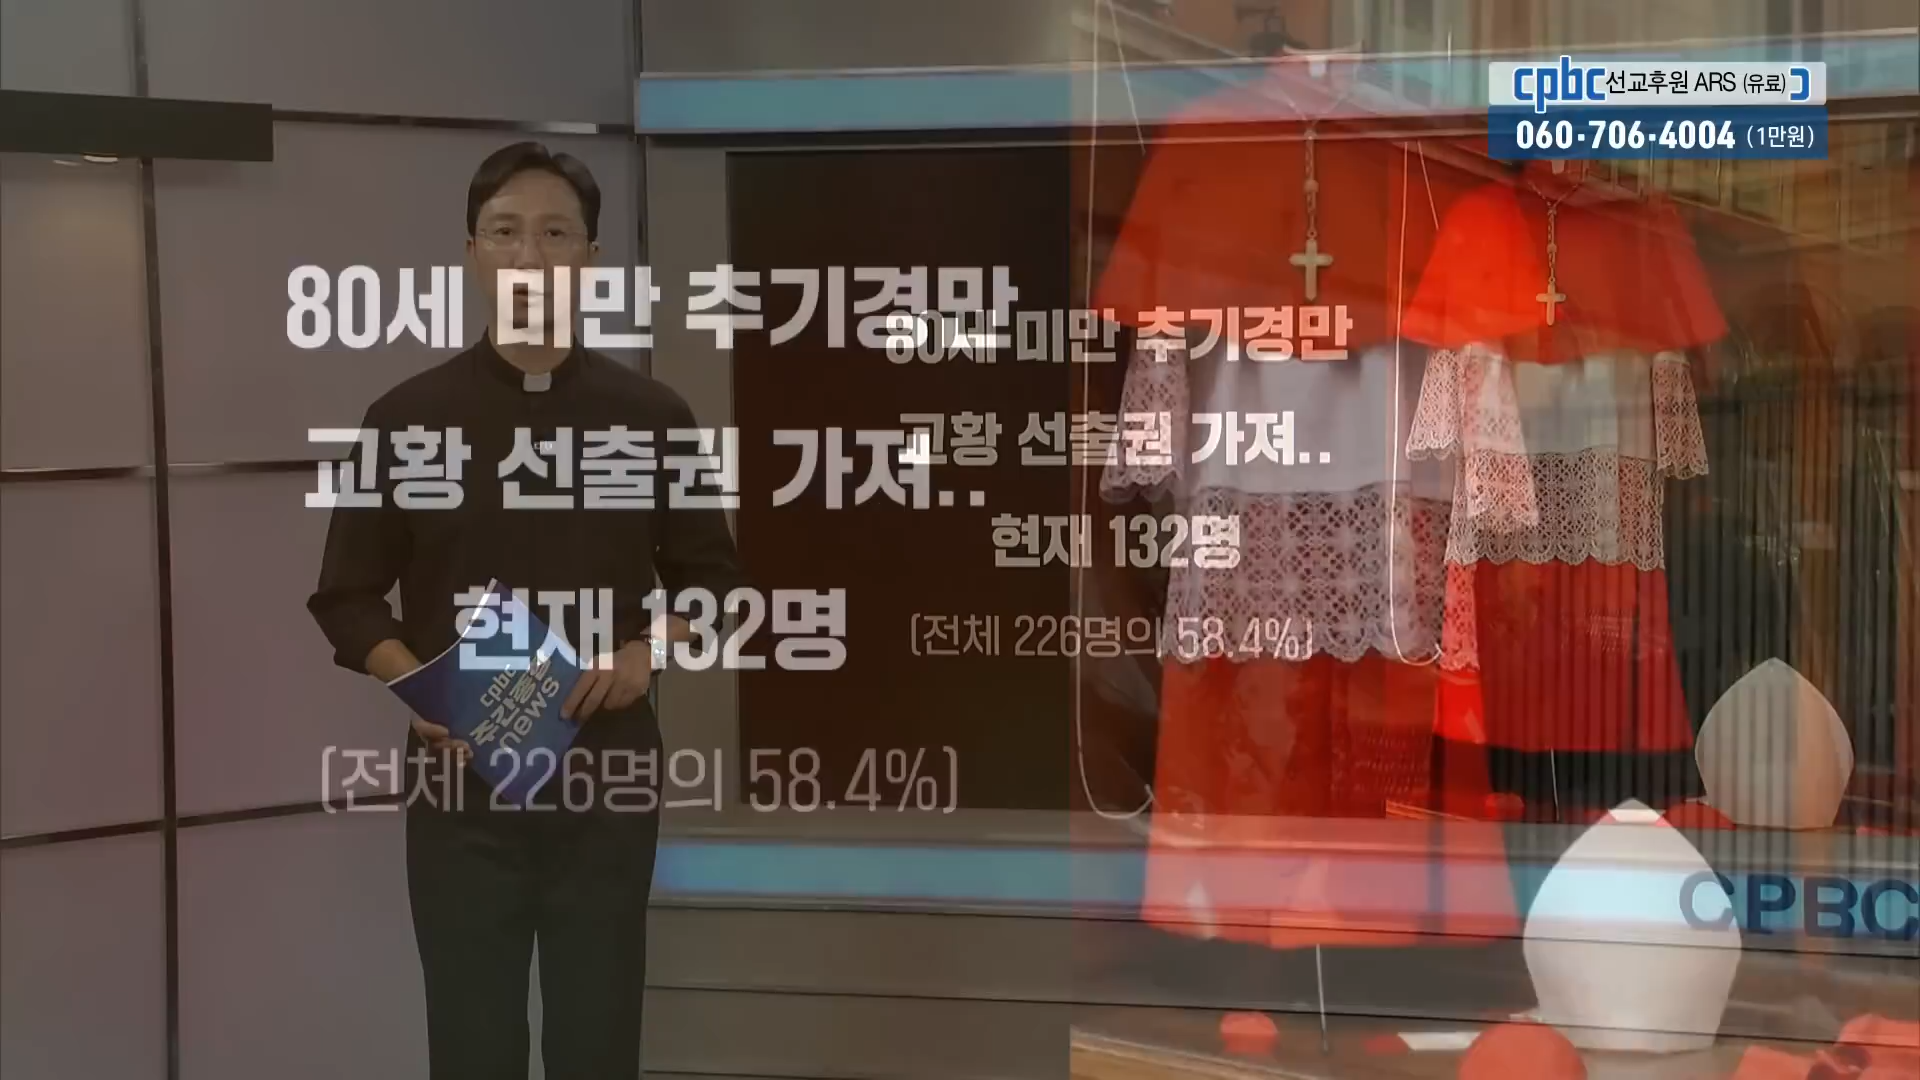 cpbc 선교후원 ARS (유료)
060·706·4004 (1만원)
80세 미만 추기경만
교황 선출권 가져..
현재 132명
(전체 226명의 58.4%)
80세 미만 추기경만
교황 선출권 가져..
현재 132명
(전체 226명의 58.4%)
cpbc
주간종합
news
CPBC